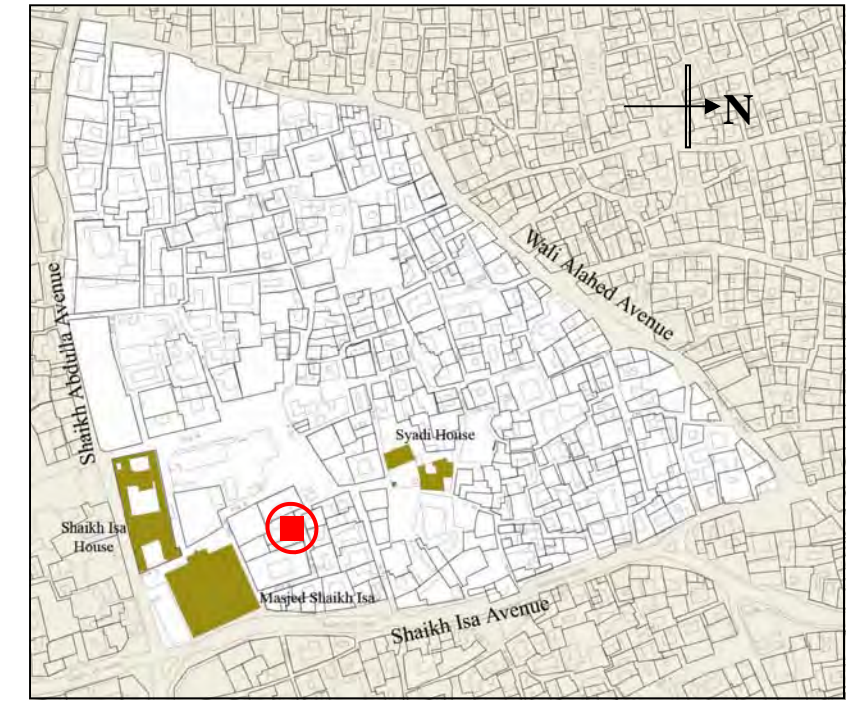 N
Wali Alahed Avenue
Shaikh Abdulla Avenue
Syadi House
Shaikh Isa
House
Masjed Shaikh Isa
Shaikh Isa Avenue